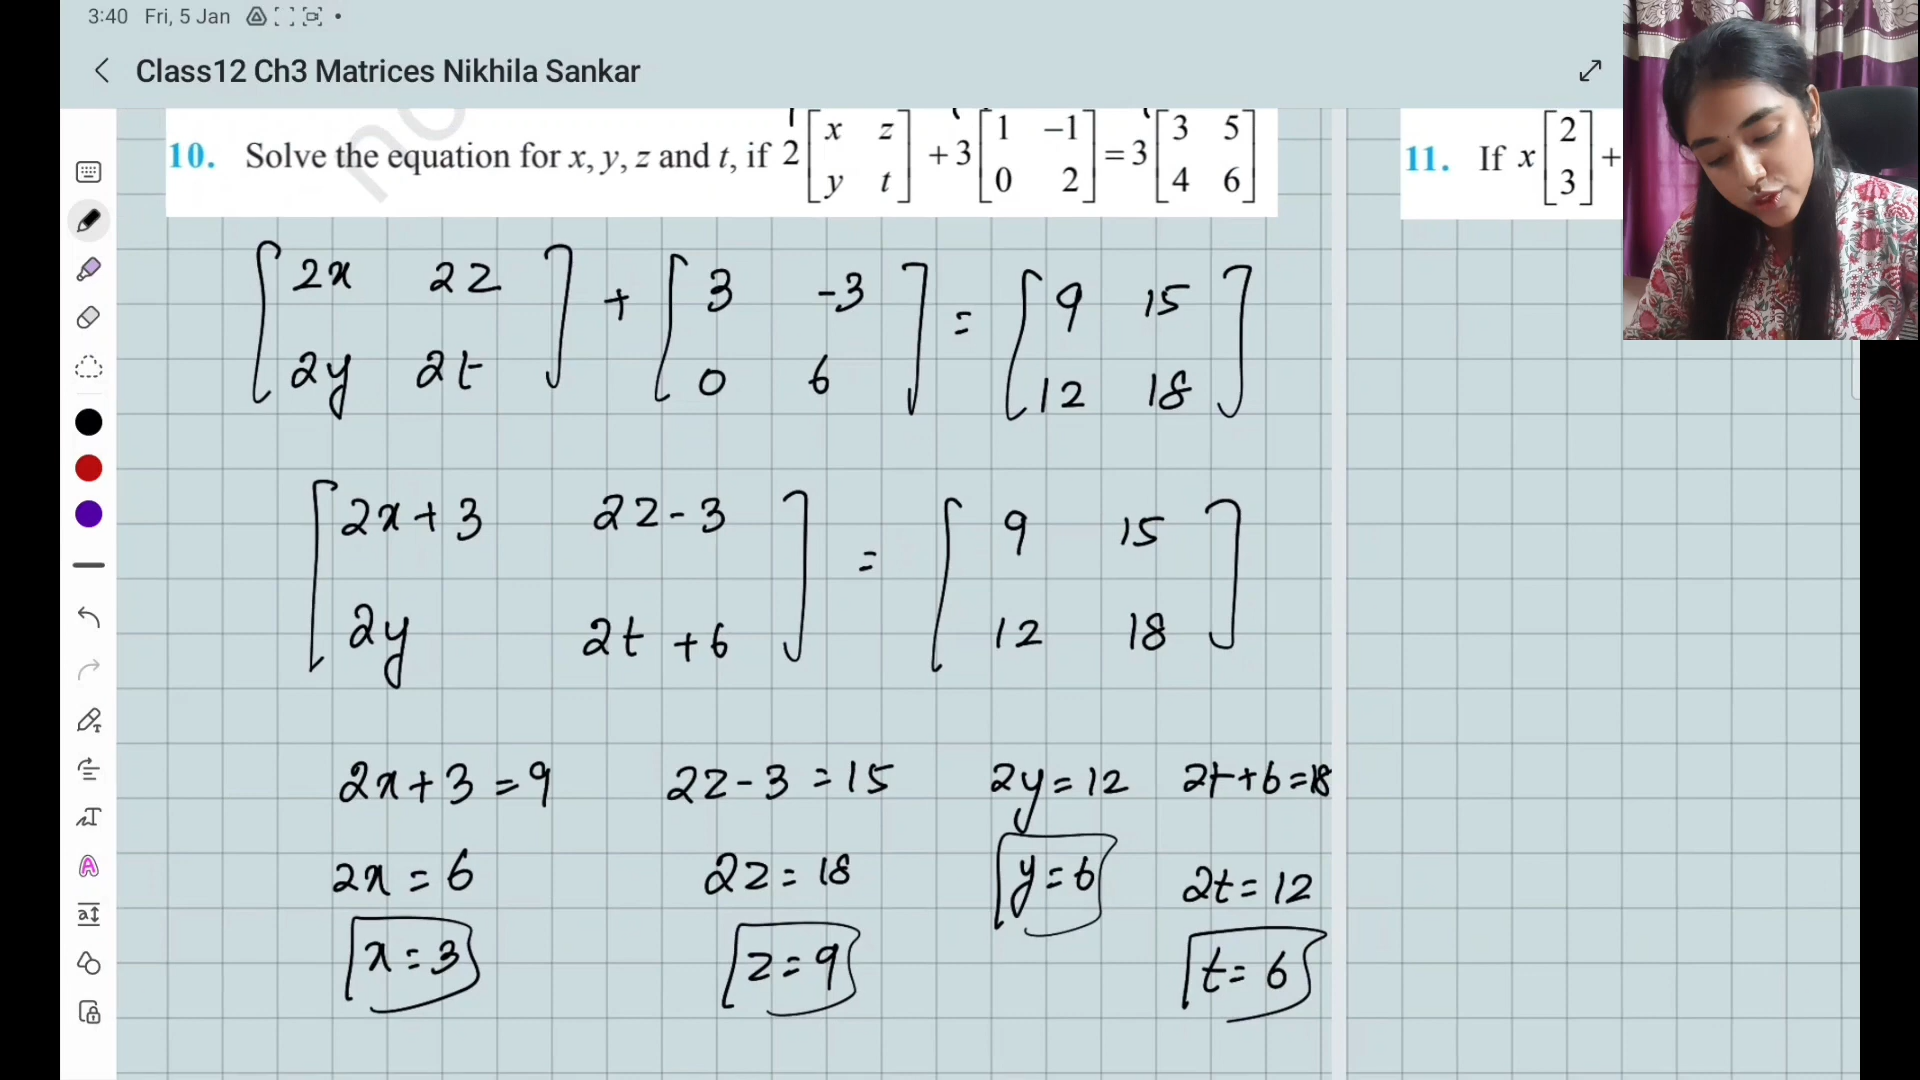 3:40 Fri, 5 Jan
Class12 Ch3 Matrices Nikhila Sankar
no
10. Solve the equation for x, y, z and t, if 2 [x z; y t] + 3 [1 −1; 0 2] = 3 [3 5; 4 6]
11. If x [2; 3] +
[2x 2z; 2y 2t] + [3 -3; 0 6] = [9 15; 12 18]
[2x+3 2z-3; 2y 2t+6] = [9 15; 12 18]
2x+3=9 2z-3=15 2y=12 2t+6=18
2x=6 2z=18 y=6 2t=12
x=3 z=9 t=6